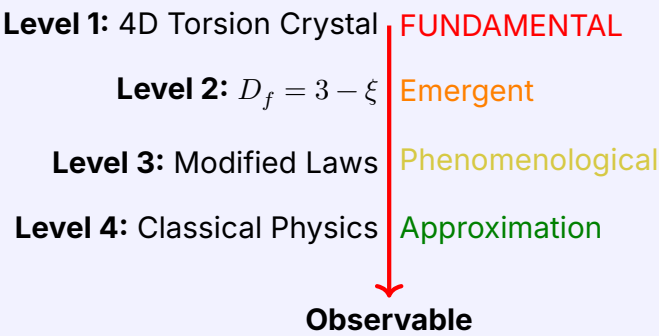 Level 1: 4D Torsion Crystal FUNDAMENTAL
Level 2: D_f = 3 − ξ Emergent
Level 3: Modified Laws Phenomenological
Level 4: Classical Physics Approximation
Observable